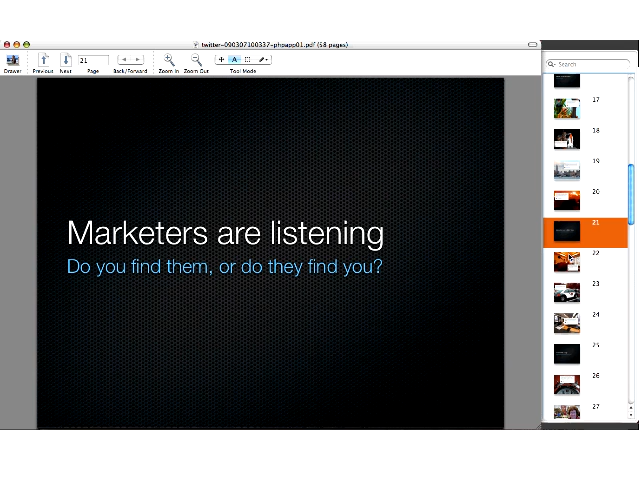 twitter-090307100337-phpapp01.pdf (58 pages)
21
Drawer Previous Next Page Back/Forward Zoom In Zoom Out Tool Mode
Search
Marketers are listening
Do you find them, or do they find you?
17
18
19
20
21
22
23
24
25
26
27